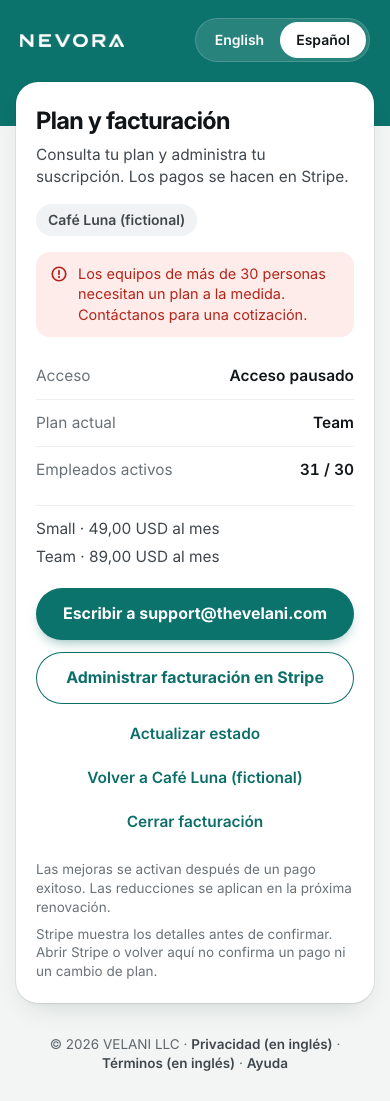 NEVORA
English
Español
Plan y facturación
Consulta tu plan y administra tu
suscripción. Los pagos se hacen en Stripe.
Café Luna (fictional)
Los equipos de más de 30 personas
necesitan un plan a la medida.
Contáctanos para una cotización.
Acceso Acceso pausado
Plan actual Team
Empleados activos 31 / 30
Small · 49,00 USD al mes
Team · 89,00 USD al mes
Escribir a support@thevelani.com
Administrar facturación en Stripe
Actualizar estado
Volver a Café Luna (fictional)
Cerrar facturación
Las mejoras se activan después de un pago
exitoso. Las reducciones se aplican en la próxima
renovación.
Stripe muestra los detalles antes de confirmar.
Abrir Stripe o volver aquí no confirma un pago ni
un cambio de plan.
© 2026 VELANI LLC · Privacidad (en inglés) ·
Términos (en inglés) · Ayuda